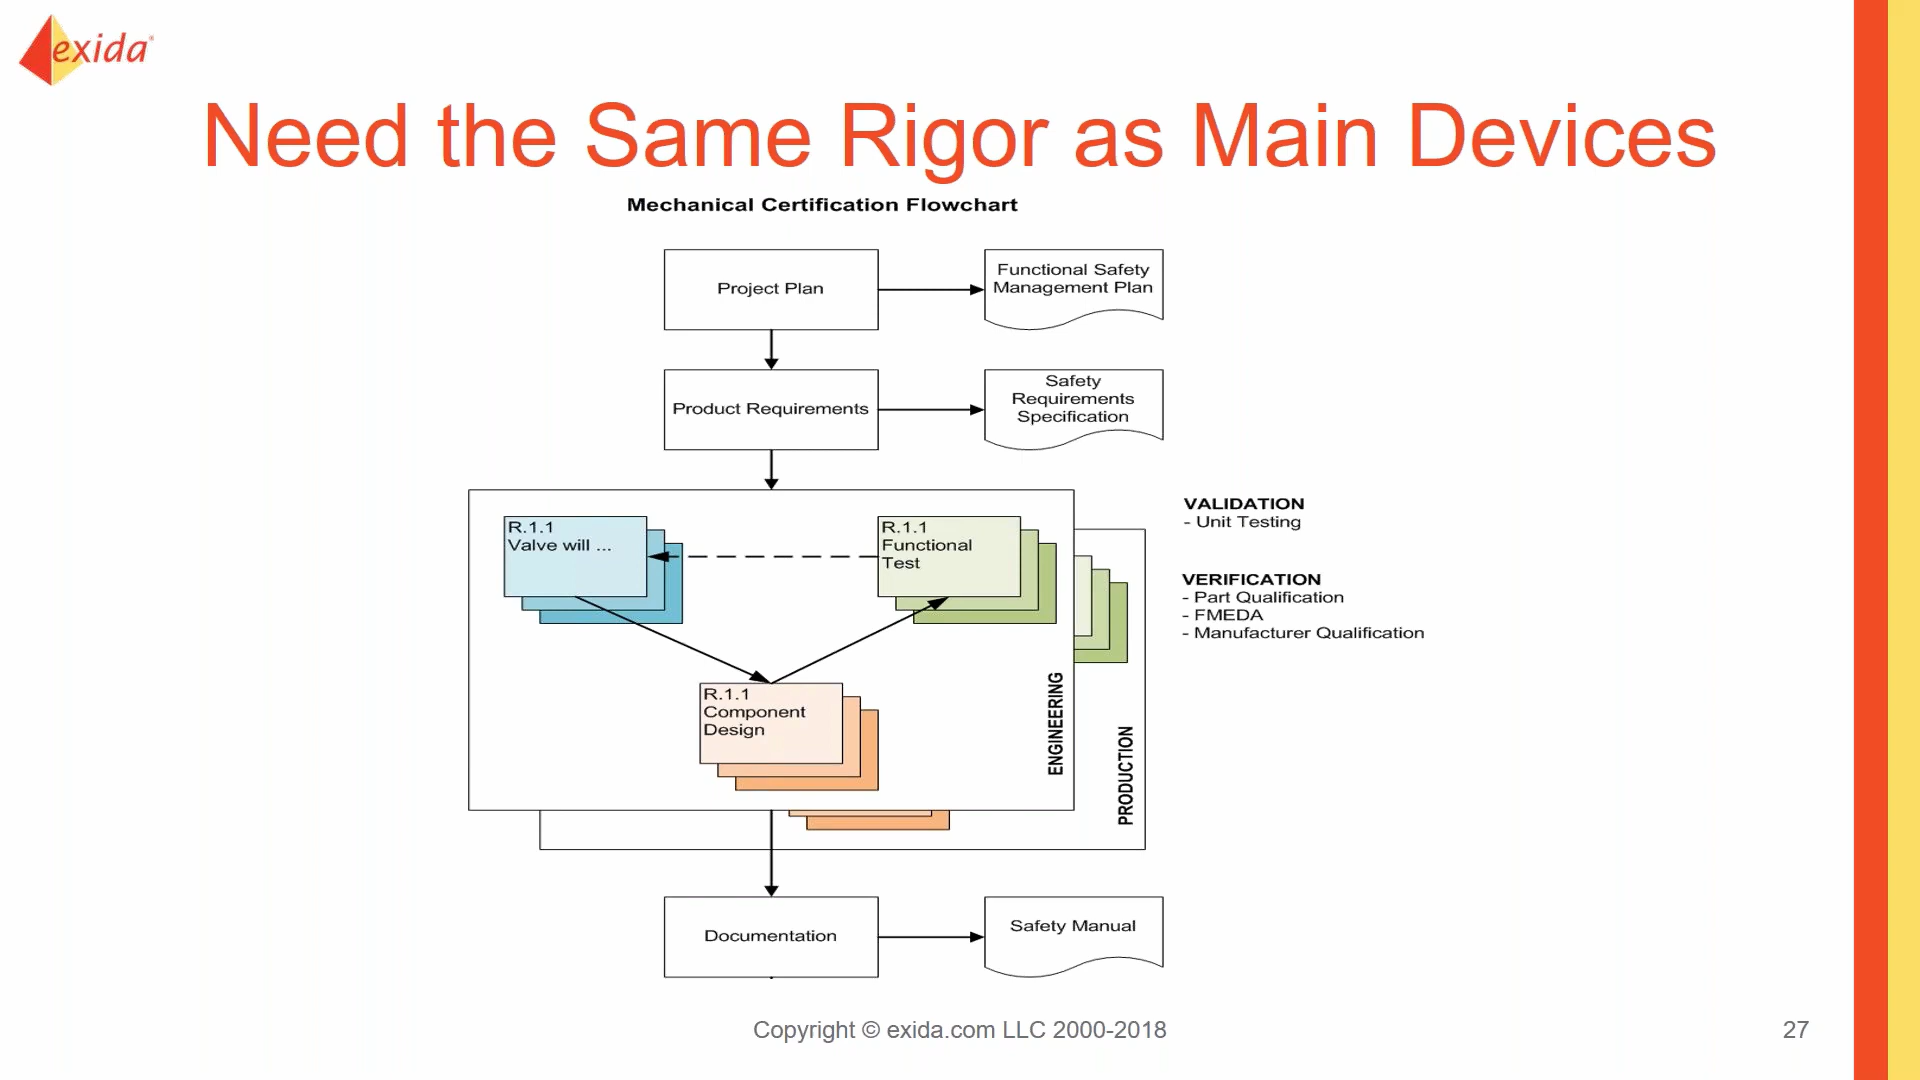 exida®
Need the Same Rigor as Main Devices
Mechanical Certification Flowchart
Project Plan
Functional Safety
Management Plan
Product Requirements
Safety
Requirements
Specification
R.1.1
Valve will ...
R.1.1
Functional
Test
R.1.1
Component
Design
ENGINEERING
PRODUCTION
VALIDATION
- Unit Testing
VERIFICATION
- Part Qualification
- FMEDA
- Manufacturer Qualification
Documentation
Safety Manual
Copyright © exida.com LLC 2000-2018
27